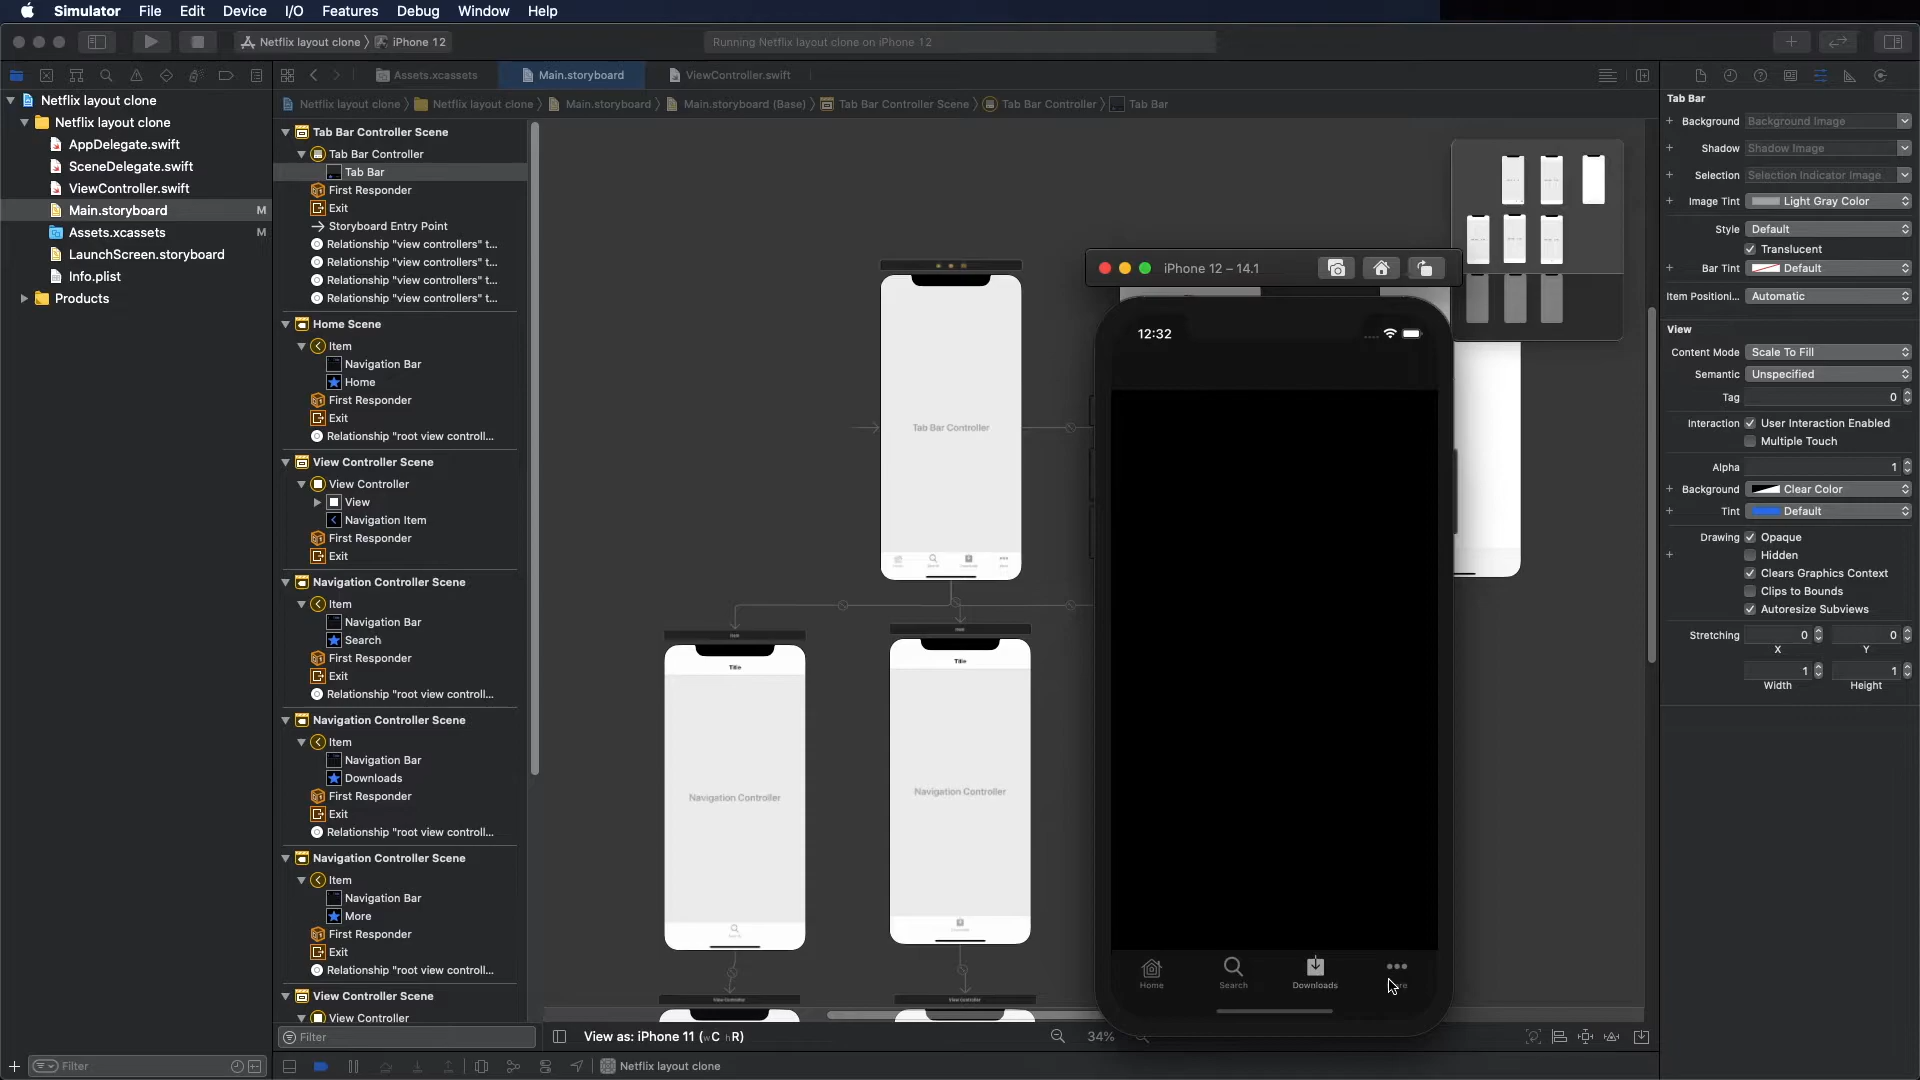 Simulator File Edit Device I/O Features Debug Window Help
Netflix layout clone iPhone 12
Running Netflix layout clone on iPhone 12
Assets.xcassets
Main.storyboard
ViewController.swift
Netflix layout clone
Netflix layout clone
Main.storyboard
Main.storyboard (Base)
Tab Bar Controller Scene
Tab Bar Controller
Tab Bar
Netflix layout clone
Netflix layout clone
AppDelegate.swift
SceneDelegate.swift
ViewController.swift
Main.storyboard M
Assets.xcassets M
LaunchScreen.storyboard
Info.plist
Products
Filter
Tab Bar Controller Scene
Tab Bar Controller
Tab Bar
First Responder
Exit
Storyboard Entry Point
Relationship "view controllers" t...
Relationship "view controllers" t...
Relationship "view controllers" t...
Relationship "view controllers" t...
Home Scene
Item
Navigation Bar
Home
First Responder
Exit
Relationship "root view controll...
View Controller Scene
View Controller
View
Navigation Item
First Responder
Exit
Navigation Controller Scene
Item
Navigation Bar
Search
First Responder
Exit
Relationship "root view controll...
Navigation Controller Scene
Item
Navigation Bar
Downloads
First Responder
Exit
Relationship "root view controll...
Navigation Controller Scene
Item
Navigation Bar
More
First Responder
Exit
Relationship "root view controll...
View Controller Scene
View Controller
Filter
Tab Bar Controller
Title
Navigation Controller
Title
Navigation Controller
View as: iPhone 11 (wC hR)
34%
Netflix layout clone
iPhone 12 – 14.1
12:32
Home
Search
Downloads
Tab Bar
Background Background Image
Shadow Shadow Image
Selection Selection Indicator Image
Image Tint Light Gray Color
Style Default
Translucent
Bar Tint Default
Item Positioni... Automatic
View
Content Mode Scale To Fill
Semantic Unspecified
Tag 0
Interaction User Interaction Enabled
Multiple Touch
Alpha 1
Background Clear Color
Tint Default
Drawing Opaque
Hidden
Clears Graphics Context
Clips to Bounds
Autoresize Subviews
Stretching 0 0
X Y
1 1
Width Height